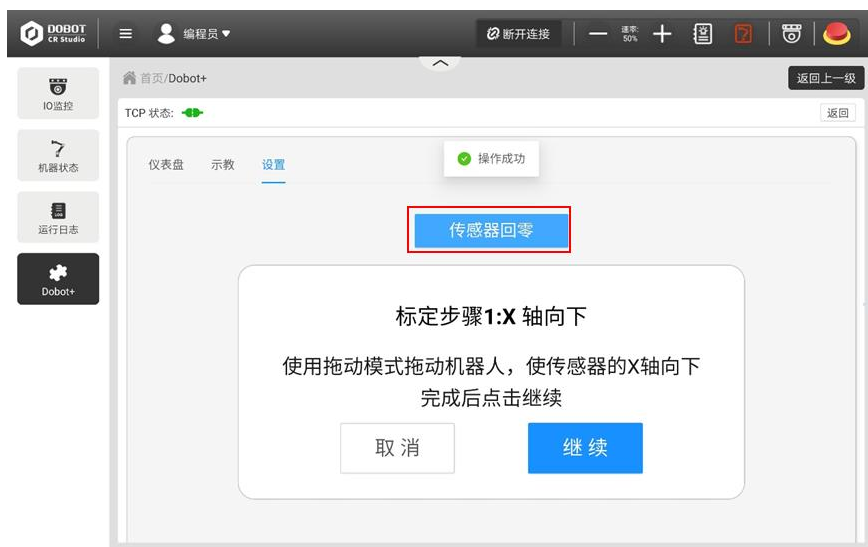 DOBOT
CR Studio
编程员
断开连接
速率:
50%
IO监控
机器状态
运行日志
Dobot+
首页/Dobot+
返回上一级
TCP 状态:
返回
仪表盘 示教 设置
操作成功
传感器回零
标定步骤1:X 轴向下
使用拖动模式拖动机器人，使传感器的X轴向下
完成后点击继续
取 消
继 续